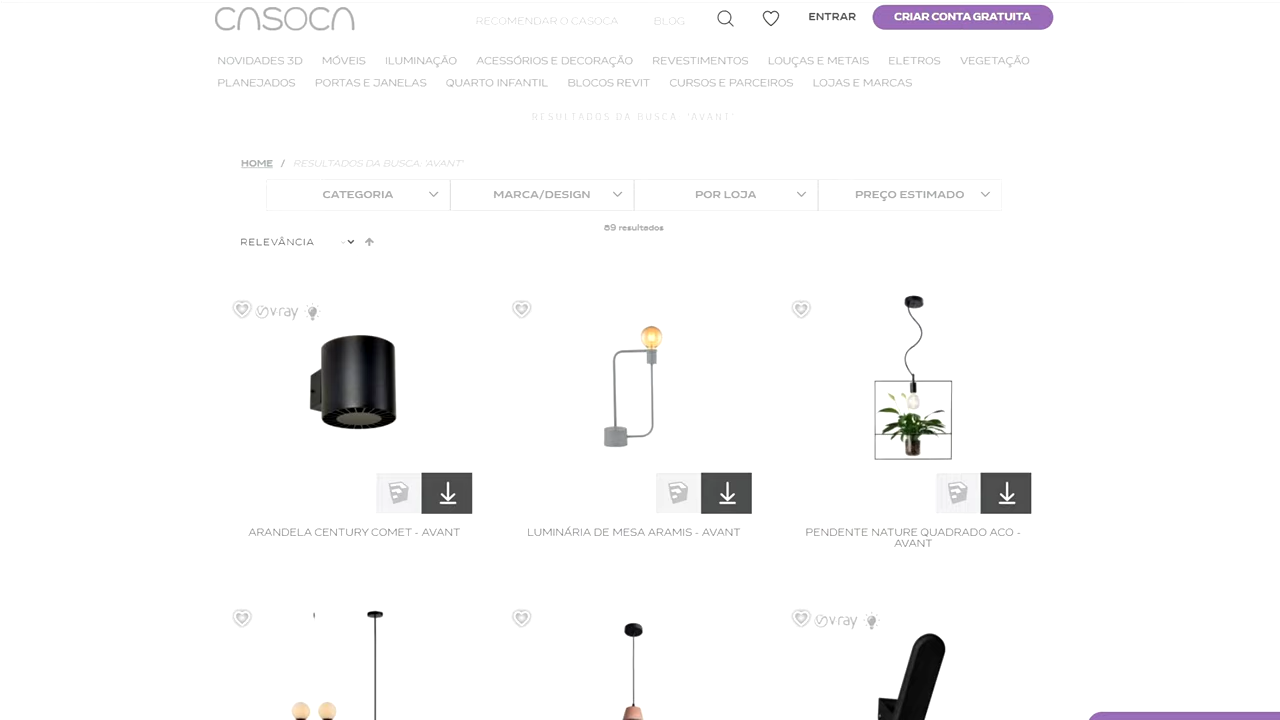 CASOCA
RECOMENDAR O CASOCA BLOG ENTRAR CRIAR CONTA GRATUITA
NOVIDADES 3D MÓVEIS ILUMINAÇÃO ACESSÓRIOS E DECORAÇÃO REVESTIMENTOS LOUÇAS E METAIS ELETROS VEGETAÇÃO
PLANEJADOS PORTAS E JANELAS QUARTO INFANTIL BLOCOS REVIT CURSOS E PARCEIROS LOJAS E MARCAS
RESULTADOS DA BUSCA: 'AVANT'
HOME / RESULTADOS DA BUSCA: 'AVANT'
CATEGORIA MARCA/DESIGN POR LOJA PREÇO ESTIMADO
89 resultados
RELEVÂNCIA
v-ray
ARANDELA CENTURY COMET - AVANT
LUMINÁRIA DE MESA ARAMIS - AVANT
PENDENTE NATURE QUADRADO ACO -
AVANT
v-ray